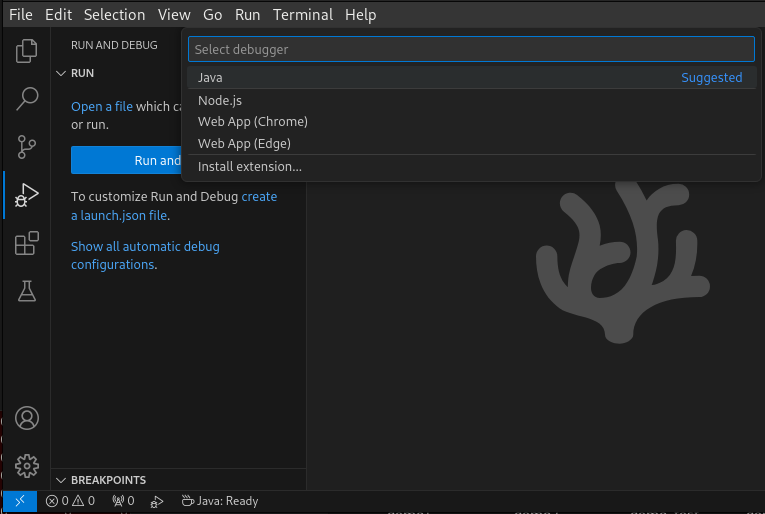 File Edit Selection View Go Run Terminal Help
RUN AND DEBUG
Select debugger
RUN
Java Suggested
Open a file which
Node.js
or run.
Web App (Chrome)
Web App (Edge)
Run and
Install extension...
To customize Run and Debug create
a launch.json file.
Show all automatic debug
configurations.
BREAKPOINTS
0 0 0 Java: Ready